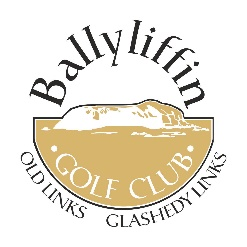 Ballyliffin
· GOLF CLUB ·
OLD LINKS GLASHEDY LINKS